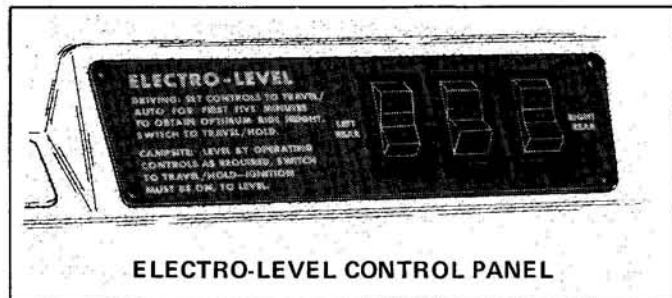 ELECTRO-LEVEL
DRIVING: SET CONTROLS TO TRAVEL/
AUTO FOR FIRST FIVE MINUTES
TO OBTAIN OPTIMUM RIDE HEIGHT.
SWITCH TO TRAVEL/HOLD.
CAMPSITE: LEVEL BY OPERATING
CONTROLS AS REQUIRED, SWITCH
TO TRAVEL/HOLD—IGNITION
MUST BE ON, TO LEVEL.
LEFT
REAR
RIGHT
REAR
ELECTRO-LEVEL CONTROL PANEL